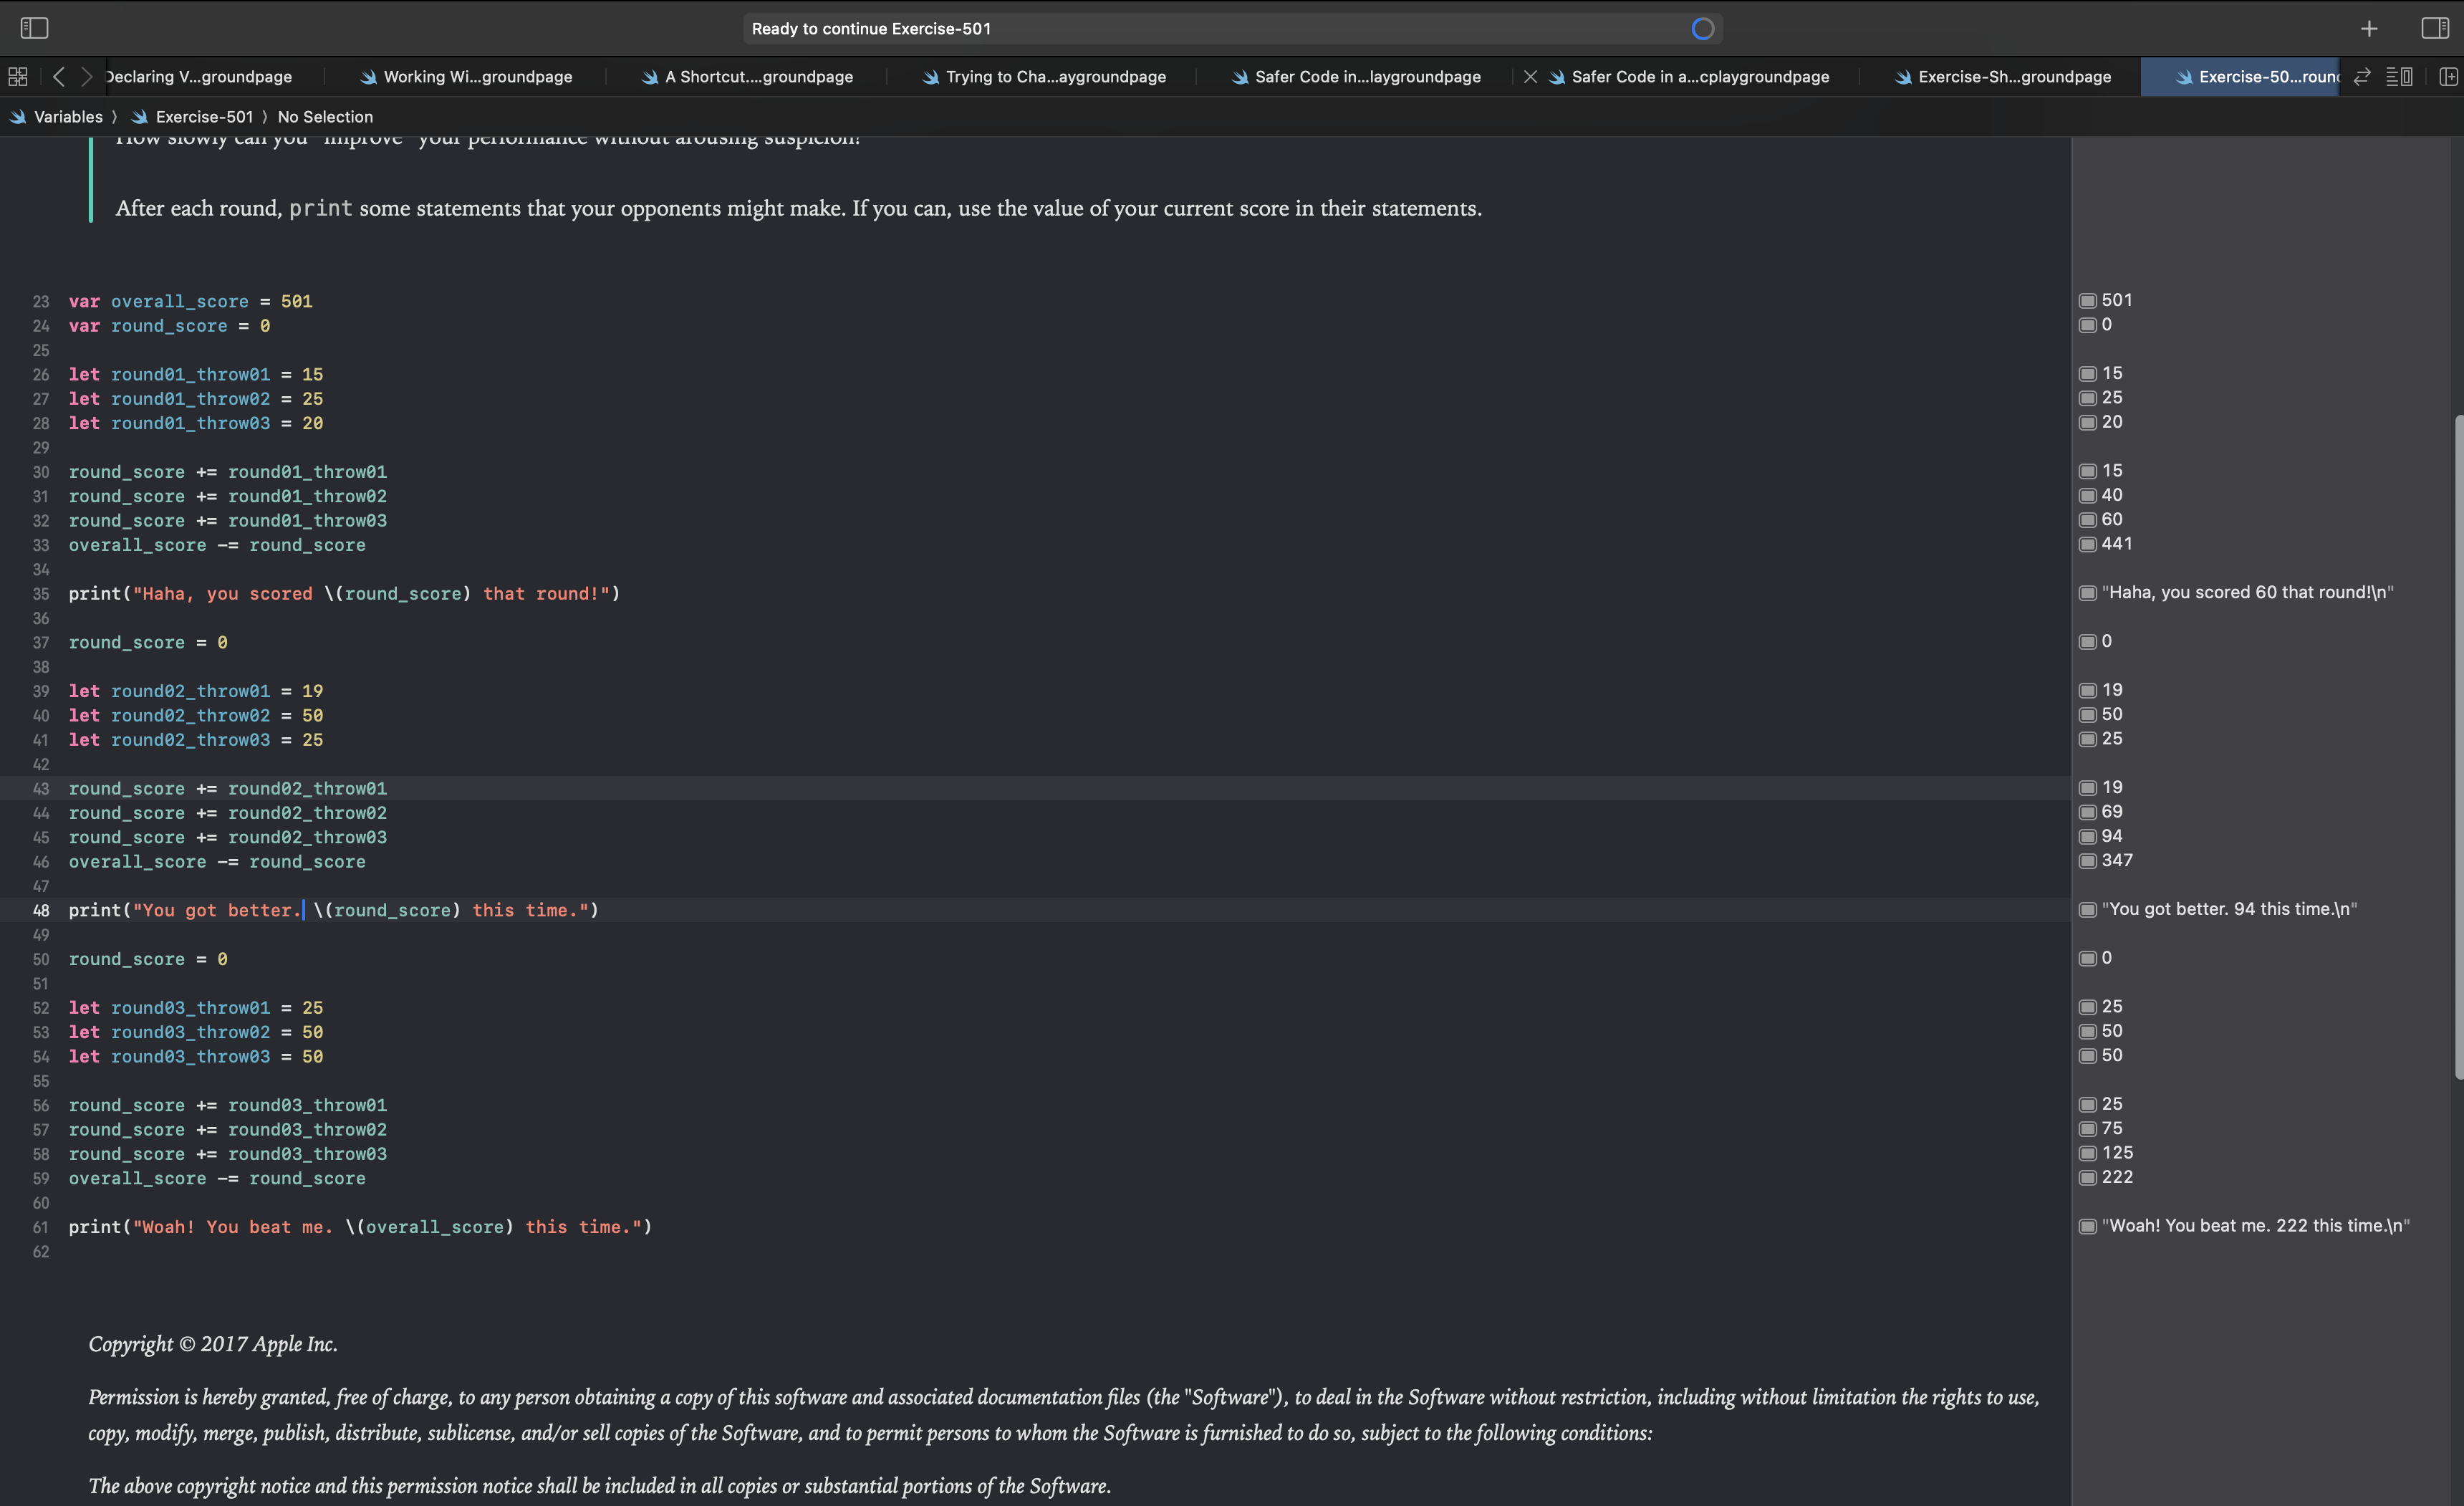 Ready to continue Exercise-501
Declaring V...groundpage
Working Wi...groundpage
A Shortcut....groundpage
Trying to Cha...aygroundpage
Safer Code in...laygroundpage
Safer Code in a...cplaygroundpage
Exercise-Sh...groundpage
Exercise-50...roun
Variables 〉 Exercise-501 〉 No Selection
How slowly can you "improve" your performance without arousing suspicion?
After each round, print some statements that your opponents might make. If you can, use the value of your current score in their statements.
23 var overall_score = 501 501
24 var round_score = 0 0
25
26 let round01_throw01 = 15 15
27 let round01_throw02 = 25 25
28 let round01_throw03 = 20 20
29
30 round_score += round01_throw01 15
31 round_score += round01_throw02 40
32 round_score += round01_throw03 60
33 overall_score -= round_score 441
34
35 print("Haha, you scored \(round_score) that round!") "Haha, you scored 60 that round!\n"
36
37 round_score = 0 0
38
39 let round02_throw01 = 19 19
40 let round02_throw02 = 50 50
41 let round02_throw03 = 25 25
42
43 round_score += round02_throw01 19
44 round_score += round02_throw02 69
45 round_score += round02_throw03 94
46 overall_score -= round_score 347
47
48 print("You got better. \(round_score) this time.") "You got better. 94 this time.\n"
49
50 round_score = 0 0
51
52 let round03_throw01 = 25 25
53 let round03_throw02 = 50 50
54 let round03_throw03 = 50 50
55
56 round_score += round03_throw01 25
57 round_score += round03_throw02 75
58 round_score += round03_throw03 125
59 overall_score -= round_score 222
60
61 print("Woah! You beat me. \(overall_score) this time.") "Woah! You beat me. 222 this time.\n"
62
Copyright © 2017 Apple Inc.
Permission is hereby granted, free of charge, to any person obtaining a copy of this software and associated documentation files (the "Software"), to deal in the Software without restriction, including without limitation the rights to use,
copy, modify, merge, publish, distribute, sublicense, and/or sell copies of the Software, and to permit persons to whom the Software is furnished to do so, subject to the following conditions:
The above copyright notice and this permission notice shall be included in all copies or substantial portions of the Software.